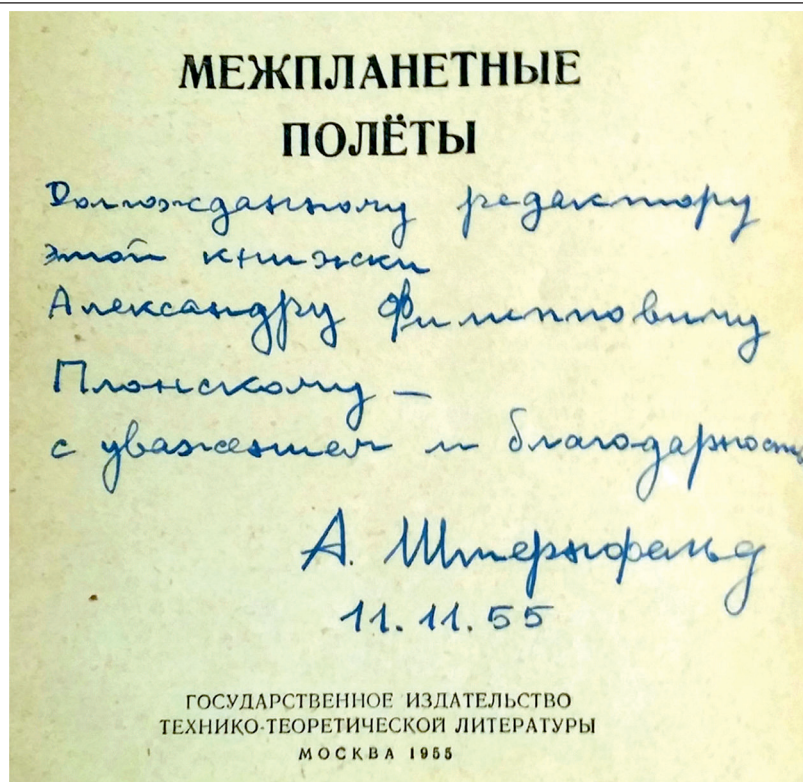 МЕЖПЛАНЕТНЫЕ
ПОЛЁТЫ
Долгожданному редактору
этой книжки
Александру Филипповичу
Плонскому —
с уважением и благодарностью
А. Штернфельд
11.11.55
ГОСУДАРСТВЕННОЕ ИЗДАТЕЛЬСТВО
ТЕХНИКО-ТЕОРЕТИЧЕСКОЙ ЛИТЕРАТУРЫ
МОСКВА 1955